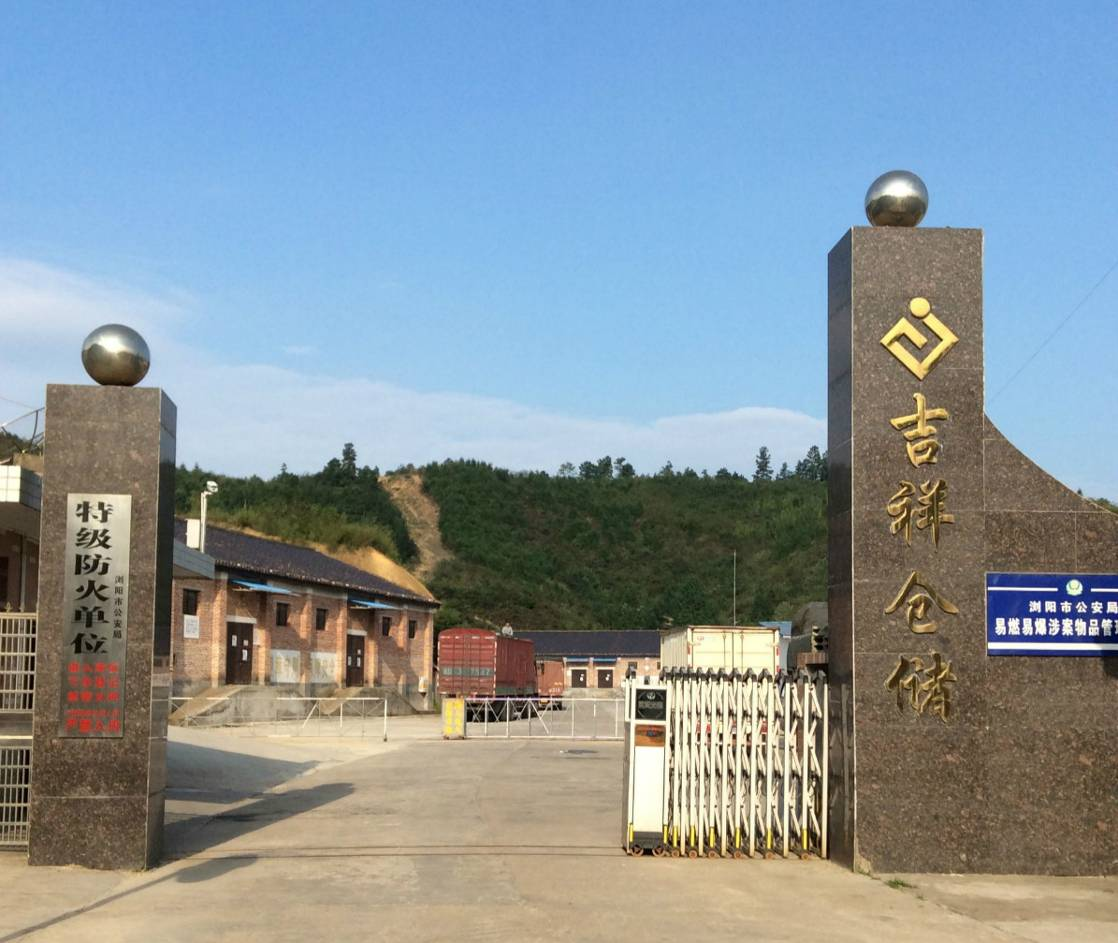 特级防火单位
浏阳市公安局
吉祥仓储
浏阳市公安局
易燃易爆涉案物品管